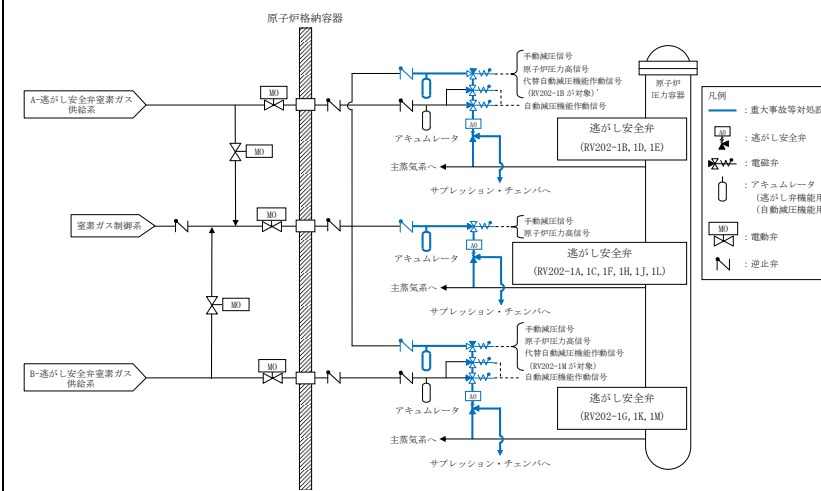 原子炉格納容器
手動減圧信号
原子炉圧力高信号
代替自動減圧機能作動信号
(RV202-1B が対象)
自動減圧機能作動信号
A-逃がし安全弁窒素ガス
供給系
MO
アキュムレータ
AO
逃がし安全弁
(RV202-1B, 1D, 1E)
主蒸気系へ
サプレッション・チェンバへ
MO
原子炉
圧力容器
窒素ガス制御系
MO
手動減圧信号
原子炉圧力高信号
アキュムレータ
AO
逃がし安全弁
(RV202-1A, 1C, 1F, 1H, 1J, 1L)
主蒸気系へ
サプレッション・チェンバへ
MO
手動減圧信号
原子炉圧力高信号
代替自動減圧機能作動信号
(RV202-1M が対象)
自動減圧機能作動信号
B-逃がし安全弁窒素ガス
供給系
MO
アキュムレータ
AO
逃がし安全弁
(RV202-1G, 1K, 1M)
主蒸気系へ
サプレッション・チェンバへ
凡例
：重大事故等対処設
AO
：逃がし安全弁
：電磁弁
：アキュムレータ
(逃がし弁機能用
(自動減圧機能用
MO
：電動弁
：逆止弁